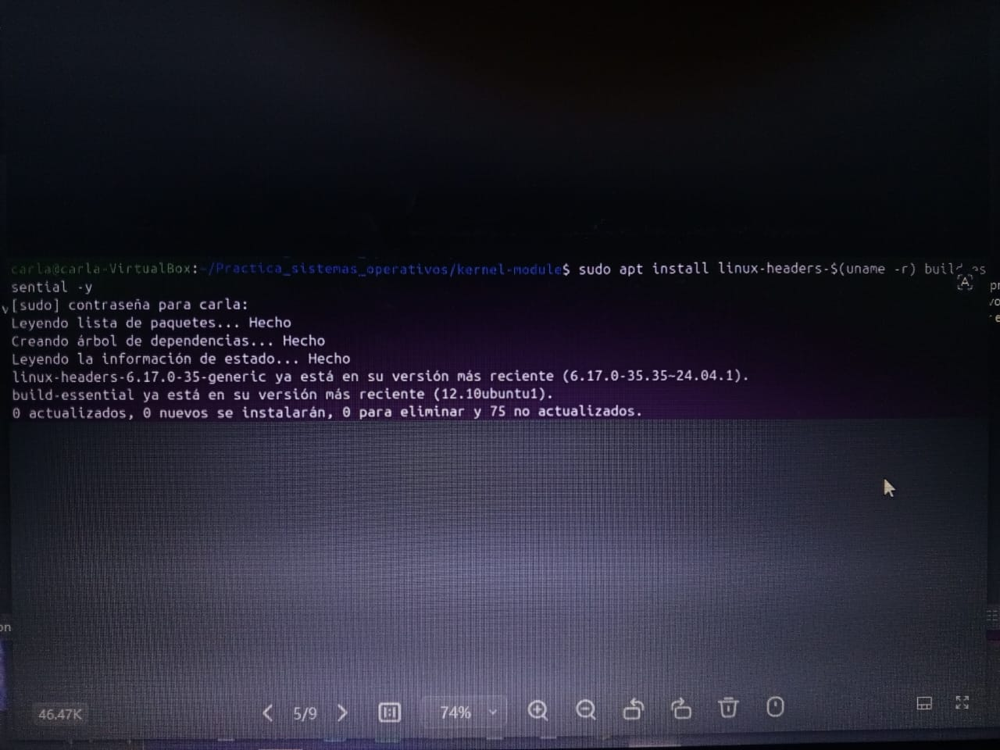 carla@carla-VirtualBox:~/Practica_sistemas_operativos/kernel-module$ sudo apt install linux-headers-$(uname -r) build-es
sential -y
[sudo] contraseña para carla:
Leyendo lista de paquetes... Hecho
Creando árbol de dependencias... Hecho
Leyendo la información de estado... Hecho
linux-headers-6.17.0-35-generic ya está en su versión más reciente (6.17.0-35.35~24.04.1).
build-essential ya está en su versión más reciente (12.10ubuntu1).
0 actualizados, 0 nuevos se instalarán, 0 para eliminar y 75 no actualizados.
46,47K
5/9
1:1
74%